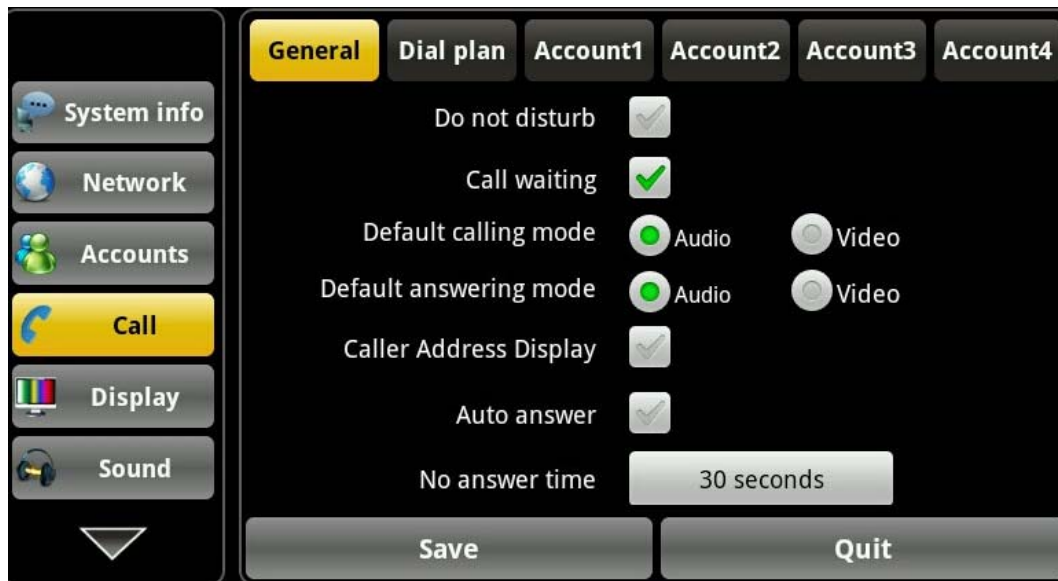 General Dial plan Account1 Account2 Account3 Account4
System info
Network
Accounts
Call
Display
Sound
Do not disturb
Call waiting
Default calling mode Audio Video
Default answering mode Audio Video
Caller Address Display
Auto answer
No answer time 30 seconds
Save Quit